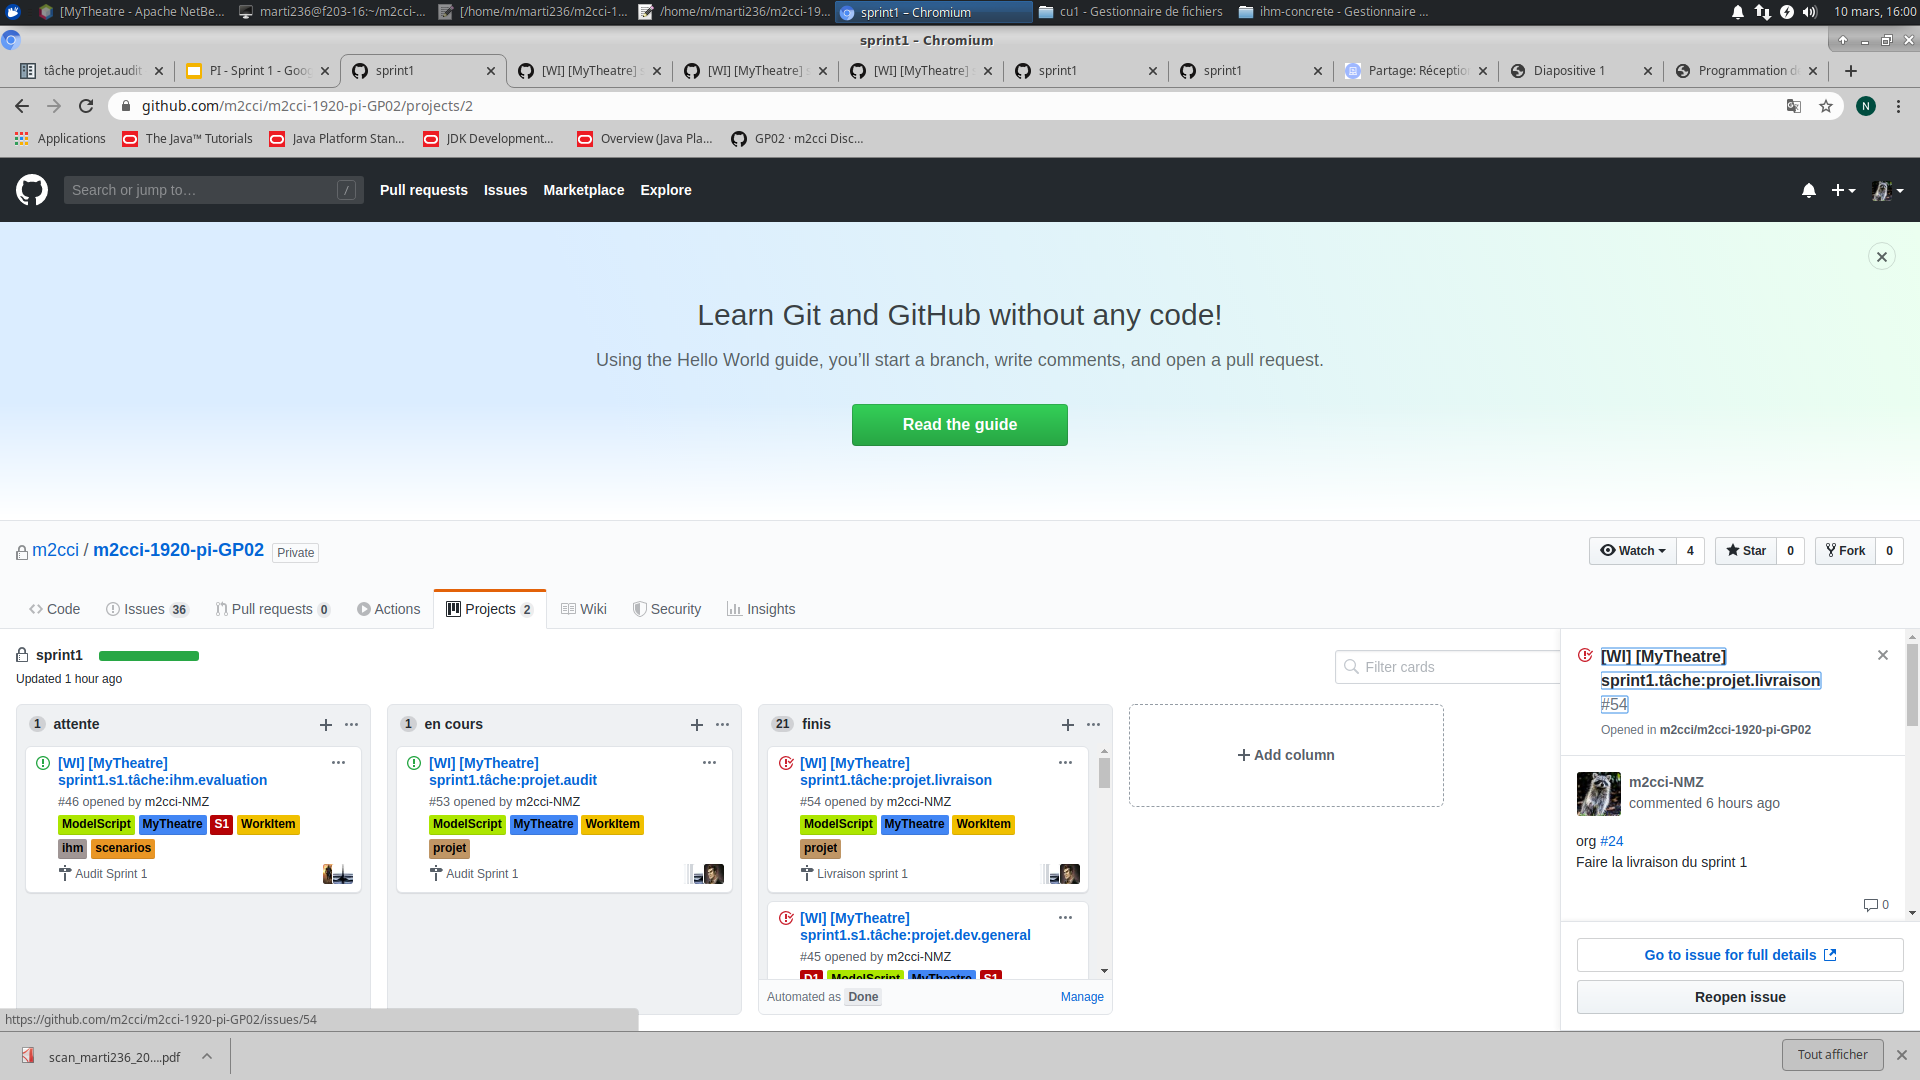 [MyTheatre - Apache NetBe...
marti236@f203-16:~/m2cci-...
[/home/m/marti236/m2cci-1...
/home/m/marti236/m2cci-19...
sprint1 – Chromium
cu1 - Gestionnaire de fichiers
ihm-concrete - Gestionnaire ...
10 mars, 16:00
sprint1 – Chromium
tâche projet.audit
PI - Sprint 1 - Goog
sprint1
[WI] [MyTheatre]
[WI] [MyTheatre]
[WI] [MyTheatre]
sprint1
sprint1
Partage: Réceptio
Diapositive 1
Programmation d
github.com/m2cci/m2cci-1920-pi-GP02/projects/2
N
Applications
The Java™ Tutorials
Java Platform Stan...
JDK Development...
Overview (Java Pla...
GP02 · m2cci Disc...
Search or jump to…
/
Pull requests
Issues
Marketplace
Explore
Learn Git and GitHub without any code!
Using the Hello World guide, you’ll start a branch, write comments, and open a pull request.
Read the guide
m2cci / m2cci-1920-pi-GP02 Private
Watch 4
Star 0
Fork 0
Code
Issues 36
Pull requests 0
Actions
Projects 2
Wiki
Security
Insights
sprint1
Updated 1 hour ago
Filter cards
1 attente
[WI] [MyTheatre]
sprint1.s1.tâche:ihm.evaluation
#46 opened by m2cci-NMZ
ModelScript MyTheatre S1 WorkItem
ihm scenarios
Audit Sprint 1
1 en cours
[WI] [MyTheatre]
sprint1.tâche:projet.audit
#53 opened by m2cci-NMZ
ModelScript MyTheatre WorkItem
projet
Audit Sprint 1
21 finis
[WI] [MyTheatre]
sprint1.tâche:projet.livraison
#54 opened by m2cci-NMZ
ModelScript MyTheatre WorkItem
projet
Livraison sprint 1
[WI] [MyTheatre]
sprint1.s1.tâche:projet.dev.general
#45 opened by m2cci-NMZ
D1 ModelScript MyTheatre S1
Automated as Done
Manage
Add column
[WI] [MyTheatre]
sprint1.tâche:projet.livraison
#54
Opened in m2cci/m2cci-1920-pi-GP02
m2cci-NMZ
commented 6 hours ago
org #24
Faire la livraison du sprint 1
0
Go to issue for full details
Reopen issue
https://github.com/m2cci/m2cci-1920-pi-GP02/issues/54
scan_marti236_20....pdf
Tout afficher